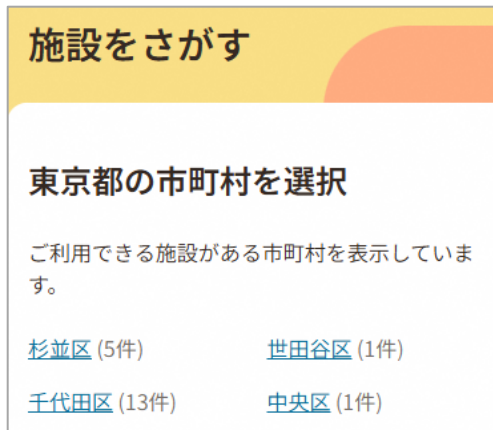 施設をさがす
東京都の市町村を選択
ご利用できる施設がある市町村を表示していま
す。
杉並区 (5件) 世田谷区 (1件)
千代田区 (13件) 中央区 (1件)